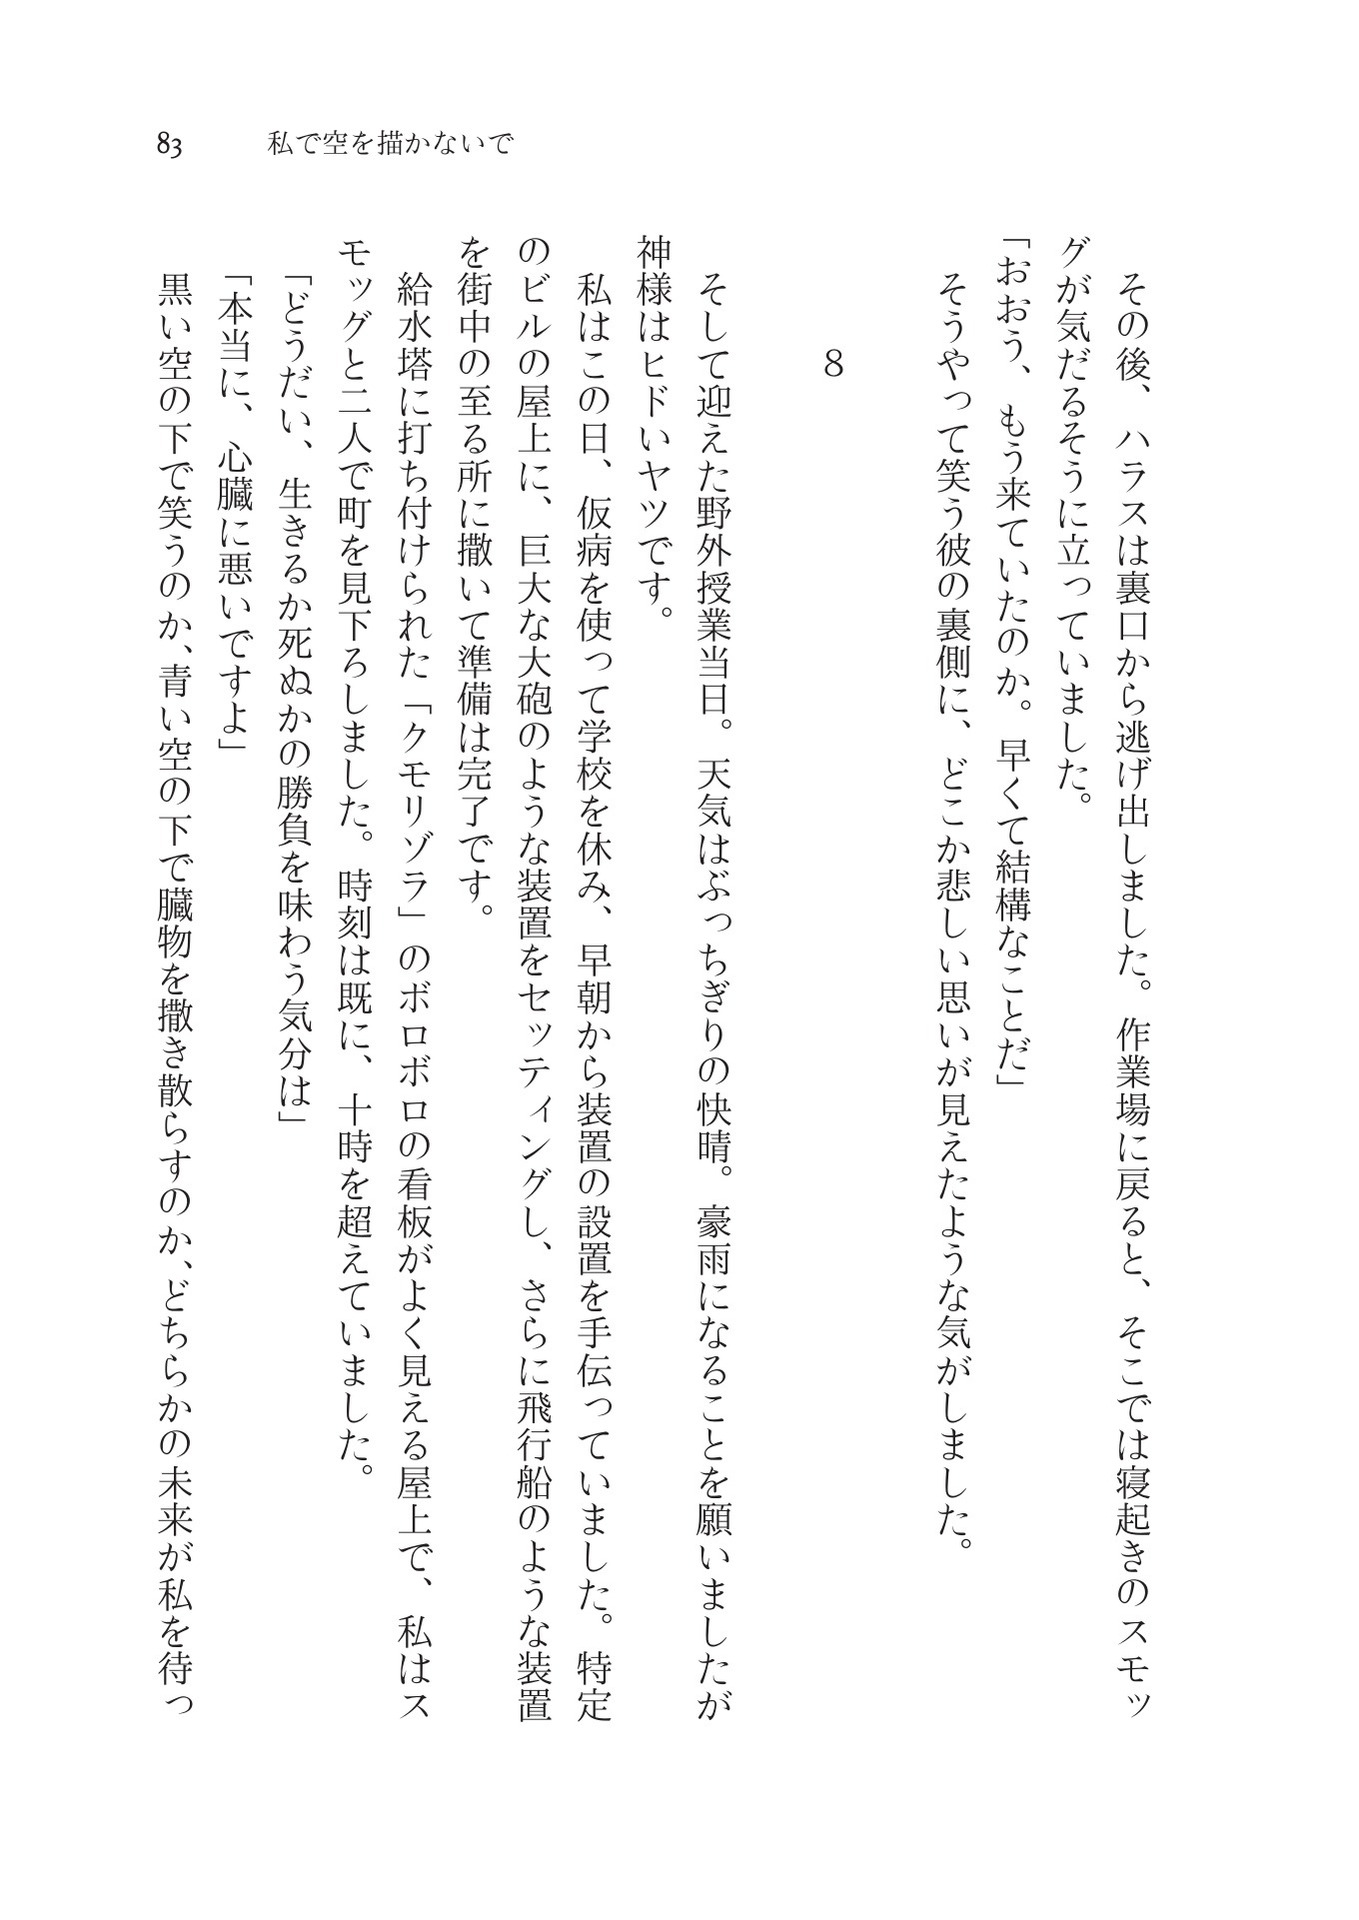 83　私で空を描かないで
　その後、ハラスは裏口から逃げ出しました。作業場に戻ると、そこでは寝起きのスモッ
グが気だるそうに立っていました。
「おおう、もう来ていたのか。早くて結構なことだ」
　そうやって笑う彼の裏側に、どこか悲しい思いが見えたような気がしました。
8
　そして迎えた野外授業当日。天気はぶっちぎりの快晴。豪雨になることを願いましたが
神様はヒドいヤツです。
　私はこの日、仮病を使って学校を休み、早朝から装置の設置を手伝っていました。特定
のビルの屋上に、巨大な大砲のような装置をセッティングし、さらに飛行船のような装置
を街中の至る所に撒いて準備は完了です。
　給水塔に打ち付けられた「クモリゾラ」のボロボロの看板がよく見える屋上で、私はス
モッグと二人で町を見下ろしました。時刻は既に、十時を超えていました。
「どうだい、生きるか死ぬかの勝負を味わう気分は」
「本当に、心臓に悪いですよ」
　黒い空の下で笑うのか、青い空の下で臓物を撒き散らすのか、どちらかの未来が私を待っ